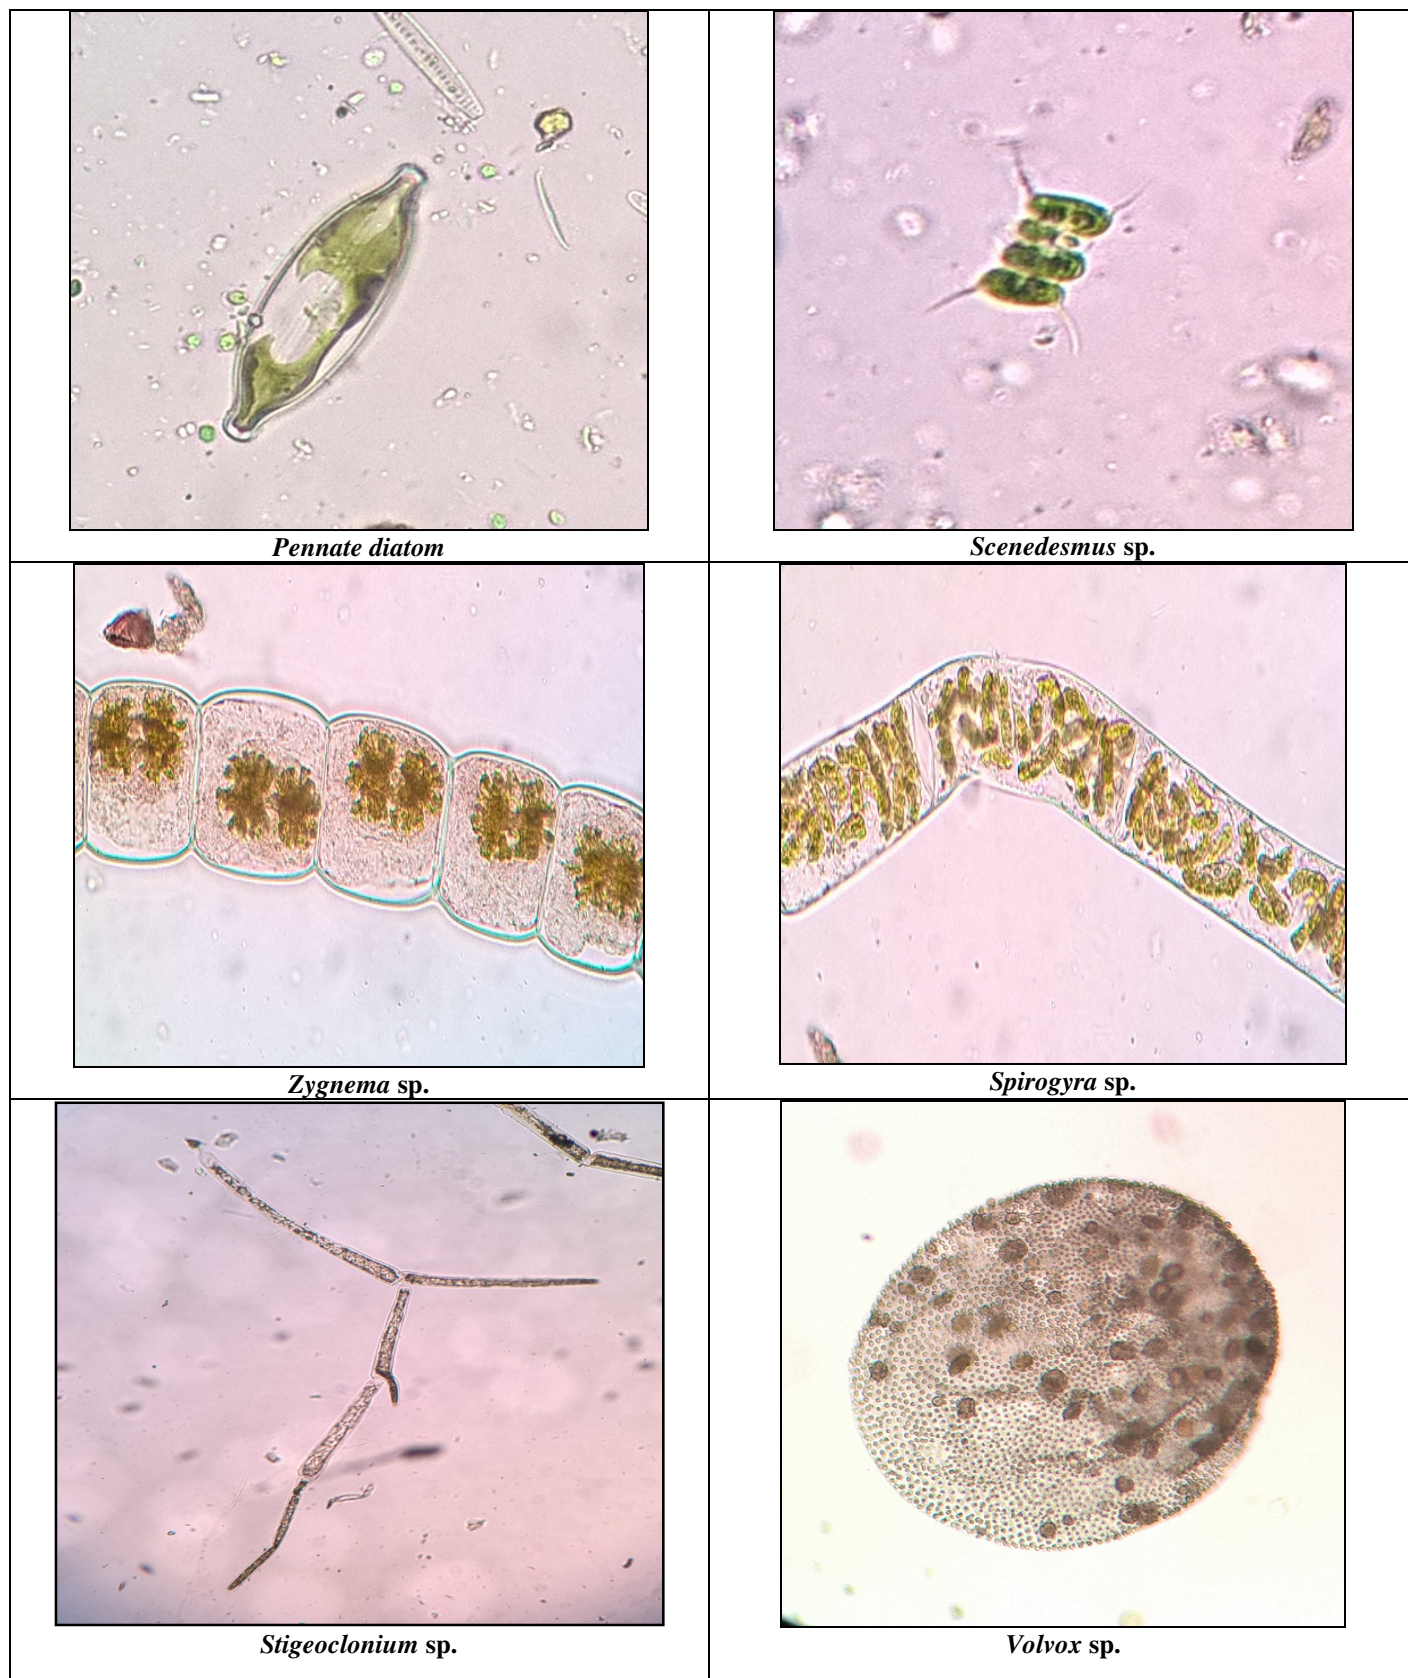 Pennate diatom
Scenedesmus sp.
Zygnema sp.
Spirogyra sp.
Stigeoclonium sp.
Volvox sp.